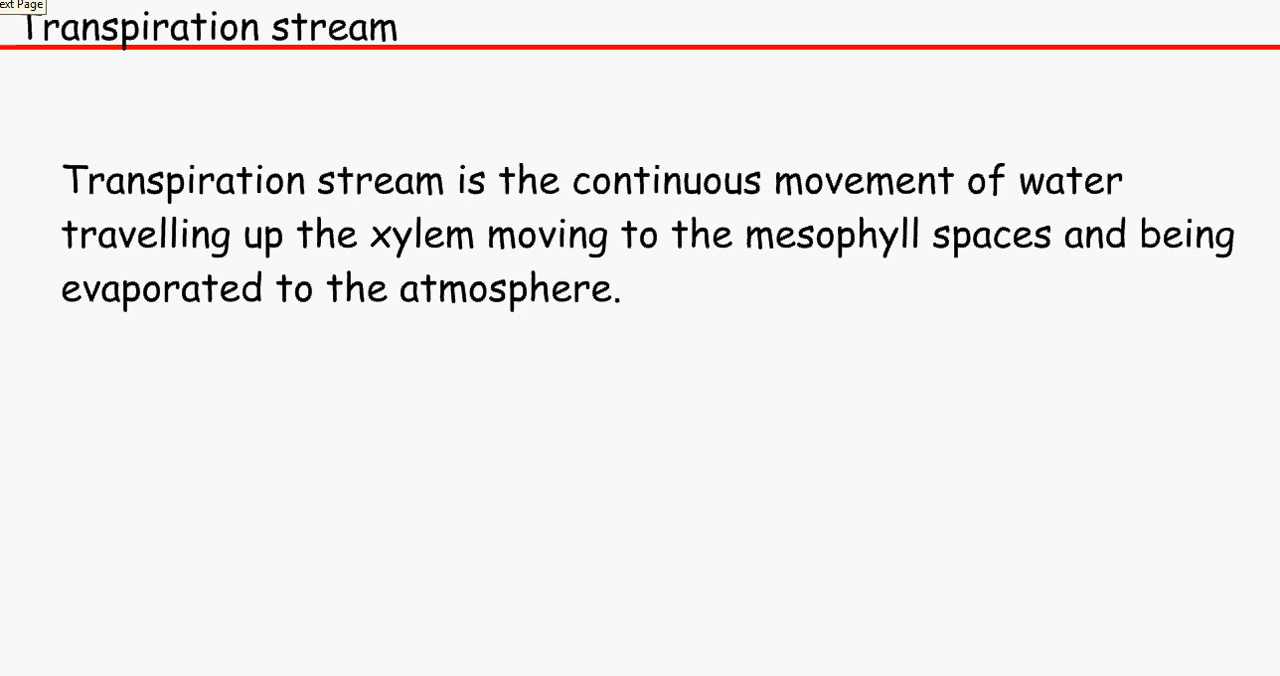 ext Page
Transpiration stream
Transpiration stream is the continuous movement of water
travelling up the xylem moving to the mesophyll spaces and being
evaporated to the atmosphere.